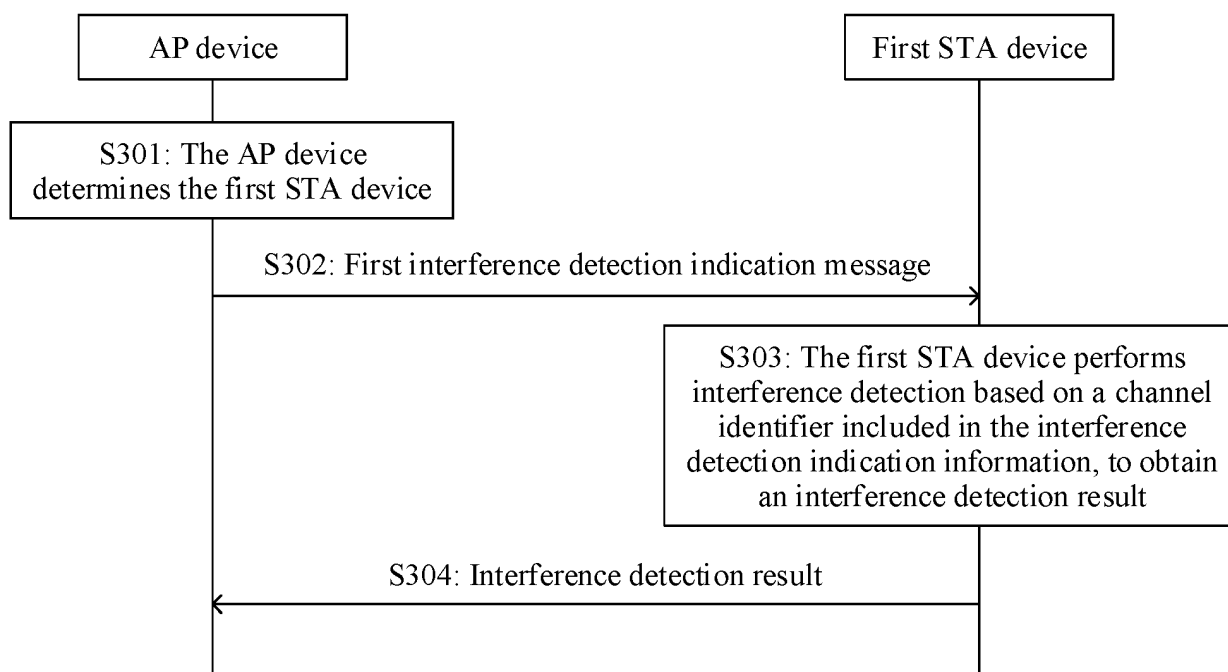 AP device
First STA device
S301: The AP device
determines the first STA device
S302: First interference detection indication message
S303: The first STA device performs
interference detection based on a channel
identifier included in the interference
detection indication information, to obtain
an interference detection result
S304: Interference detection result